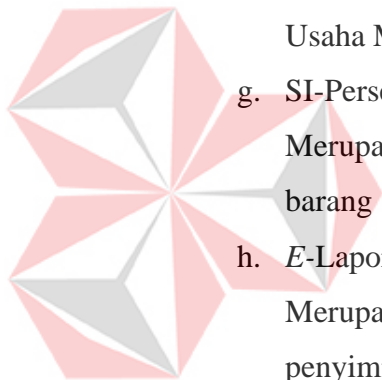 Usaha M
g. SI-Perse
Merupa
barang
h. E-Lapor
Merupa
penyim